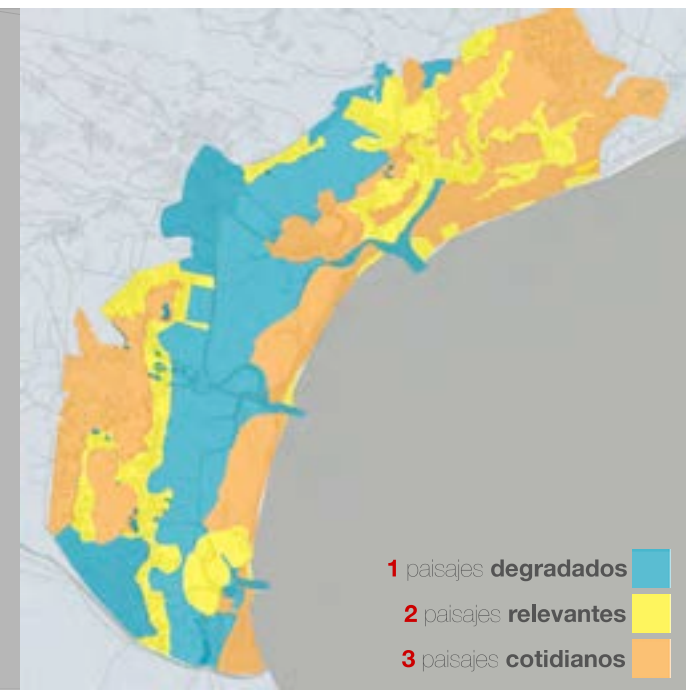 1 paisajes degradados
2 paisajes relevantes
3 paisajes cotidianos